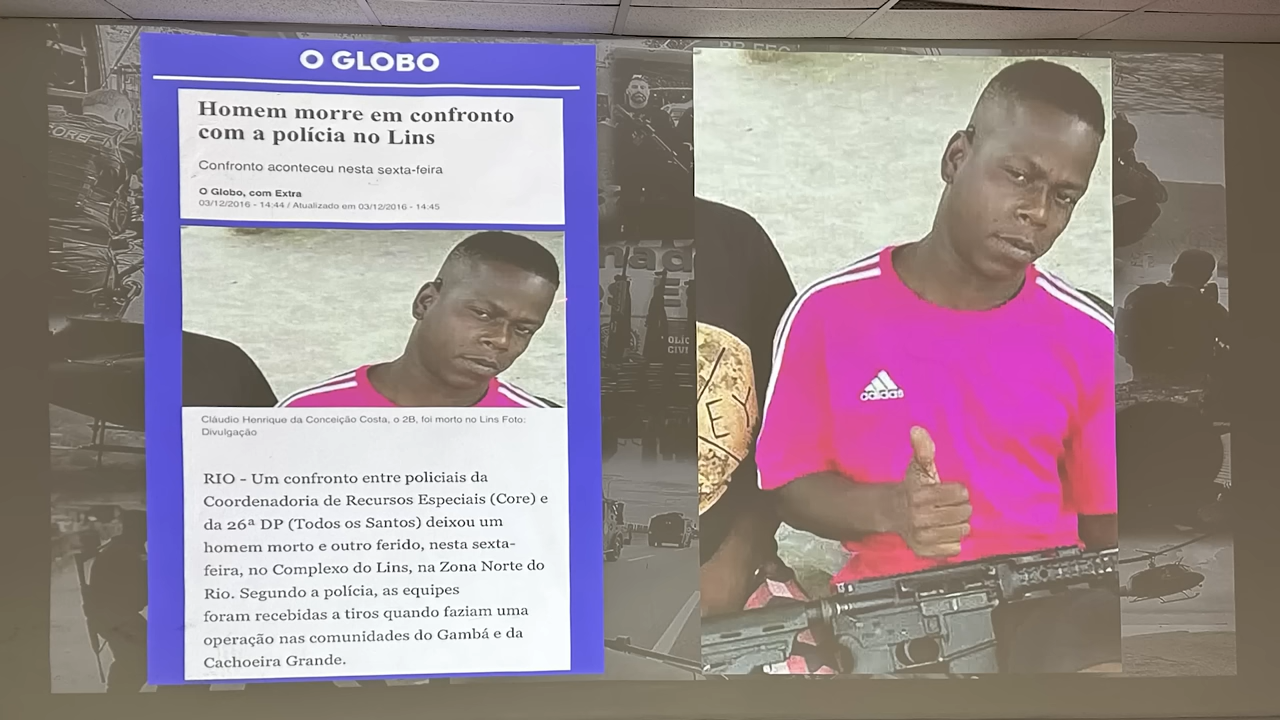 O GLOBO
Homem morre em confronto
com a polícia no Lins
Confronto aconteceu nesta sexta-feira
O Globo, com Extra
03/12/2016 - 14:44 / Atualizado em 03/12/2016 - 14:45
Cláudio Henrique da Conceição Costa, o 2B, foi morto no Lins Foto:
Divulgação
RIO - Um confronto entre policiais da
Coordenadoria de Recursos Especiais (Core) e
da 26ª DP (Todos os Santos) deixou um
homem morto e outro ferido, nesta sexta-
feira, no Complexo do Lins, na Zona Norte do
Rio. Segundo a polícia, as equipes
foram recebidas a tiros quando faziam uma
operação nas comunidades do Gambá e da
Cachoeira Grande.
adidas